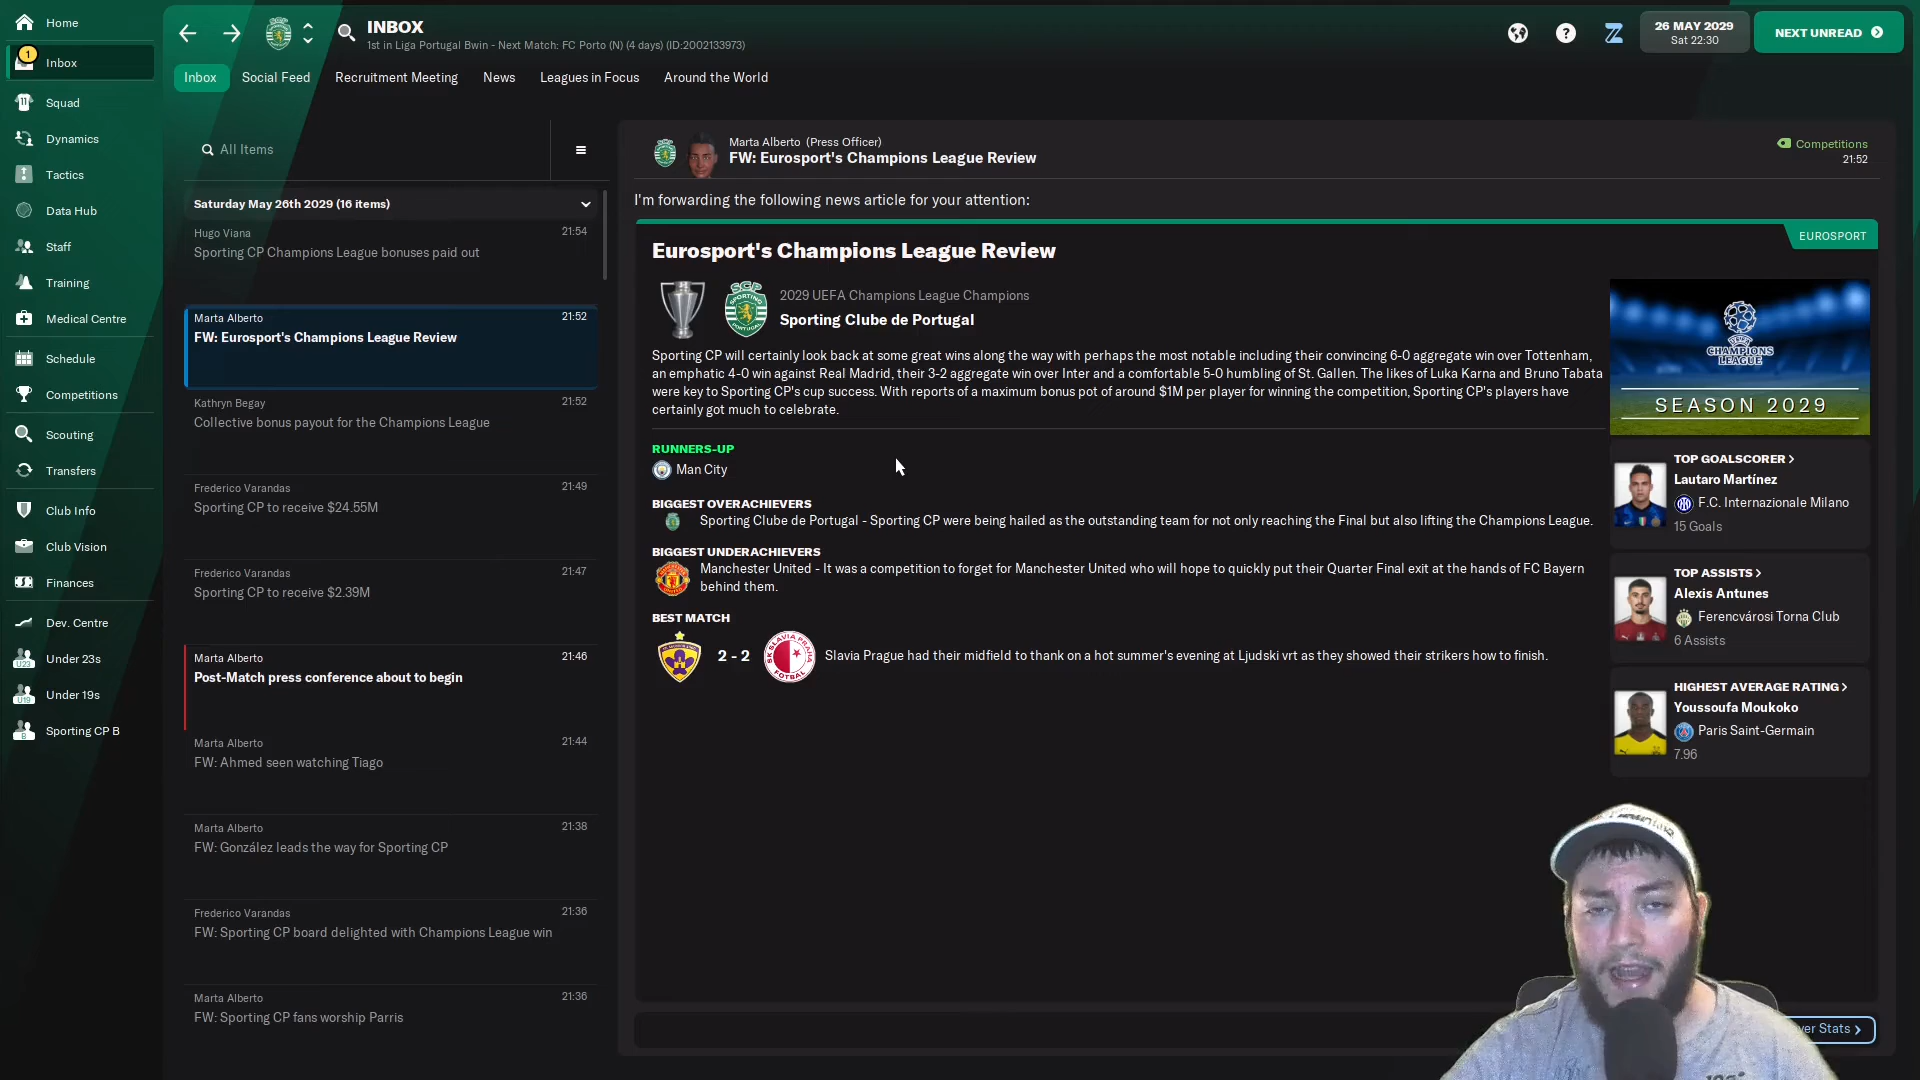 Home
Inbox
1
Squad
Dynamics
Tactics
Data Hub
Staff
Training
Medical Centre
Schedule
Competitions
Scouting
Transfers
Club Info
Club Vision
Finances
Dev. Centre
Under 23s
Under 19s
Sporting CP B
INBOX
1st in Liga Portugal Bwin - Next Match: FC Porto (N) (4 days) (ID:2002133973)
26 MAY 2029
Sat 22:30
NEXT UNREAD
Inbox
Social Feed
Recruitment Meeting
News
Leagues in Focus
Around the World
All Items
Saturday May 26th 2029 (16 items)
Hugo Viana 21:54
Sporting CP Champions League bonuses paid out
Marta Alberto 21:52
FW: Eurosport's Champions League Review
Kathryn Begay 21:52
Collective bonus payout for the Champions League
Frederico Varandas 21:49
Sporting CP to receive $24.55M
Frederico Varandas 21:47
Sporting CP to receive $2.39M
Marta Alberto 21:46
Post-Match press conference about to begin
Marta Alberto 21:44
FW: Ahmed seen watching Tiago
Marta Alberto 21:38
FW: González leads the way for Sporting CP
Frederico Varandas 21:36
FW: Sporting CP board delighted with Champions League win
Marta Alberto 21:36
FW: Sporting CP fans worship Parris
Marta Alberto (Press Officer)
FW: Eurosport's Champions League Review
Competitions
21:52
I'm forwarding the following news article for your attention:
EUROSPORT
Eurosport's Champions League Review
2029 UEFA Champions League Champions
Sporting Clube de Portugal
Sporting CP will certainly look back at some great wins along the way with perhaps the most notable including their convincing 6-0 aggregate win over Tottenham,
an emphatic 4-0 win against Real Madrid, their 3-2 aggregate win over Inter and a comfortable 5-0 humbling of St. Gallen. The likes of Luka Karna and Bruno Tabata
were key to Sporting CP's cup success. With reports of a maximum bonus pot of around $1M per player for winning the competition, Sporting CP's players have
certainly got much to celebrate.
RUNNERS-UP
Man City
BIGGEST OVERACHIEVERS
Sporting Clube de Portugal - Sporting CP were being hailed as the outstanding team for not only reaching the Final but also lifting the Champions League.
BIGGEST UNDERACHIEVERS
Manchester United - It was a competition to forget for Manchester United who will hope to quickly put their Quarter Final exit at the hands of FC Bayern
behind them.
BEST MATCH
2 - 2
Slavia Prague had their midfield to thank on a hot summer's evening at Ljudski vrt as they showed their strikers how to finish.
CHAMPIONS
LEAGUE
SEASON 2029
TOP GOALSCORER
Lautaro Martínez
F.C. Internazionale Milano
15 Goals
TOP ASSISTS
Alexis Antunes
Ferencvárosi Torna Club
6 Assists
HIGHEST AVERAGE RATING
Youssoufa Moukoko
Paris Saint-Germain
7.96
Stats